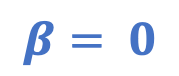 β = 0